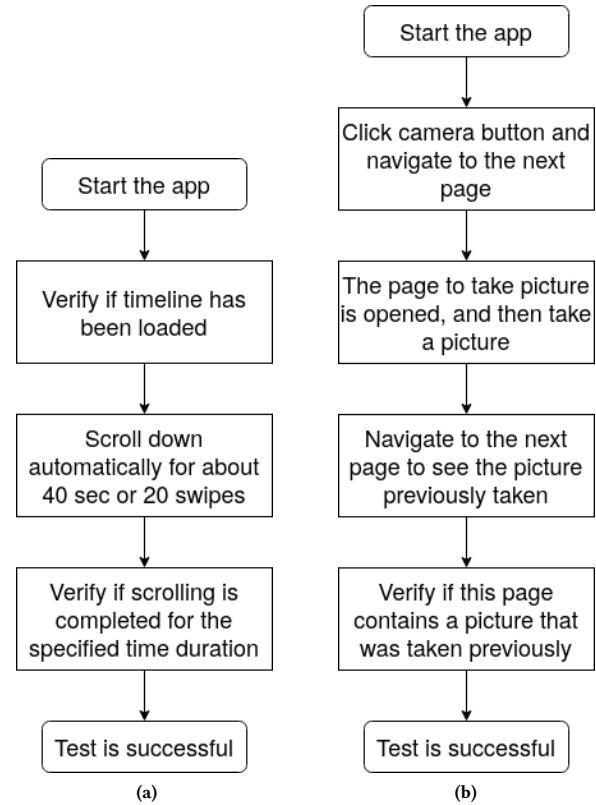 Start the app
Verify if timeline has
been loaded
Scroll down
automatically for about
40 sec or 20 swipes
Verify if scrolling is
completed for the
specified time duration
Test is successful
(a)
Start the app
Click camera button and
navigate to the next
page
The page to take picture
is opened, and then take
a picture
Navigate to the next
page to see the picture
previously taken
Verify if this page
contains a picture that
was taken previously
Test is successful
(b)